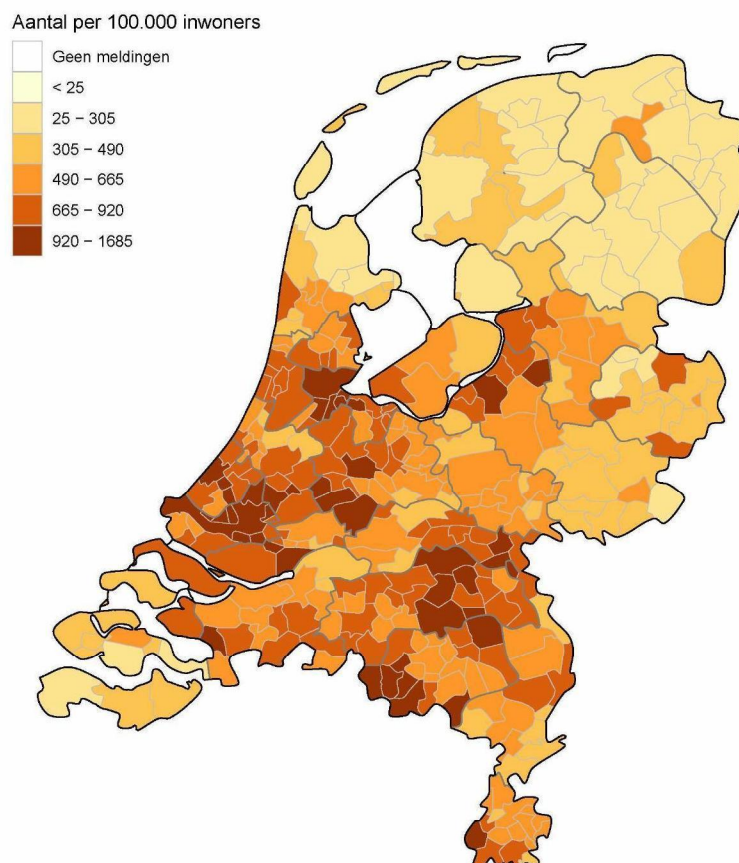 Aantal per 100.000 inwoners
Geen meldingen
< 25
25 – 305
305 – 490
490 – 665
665 – 920
920 – 1685